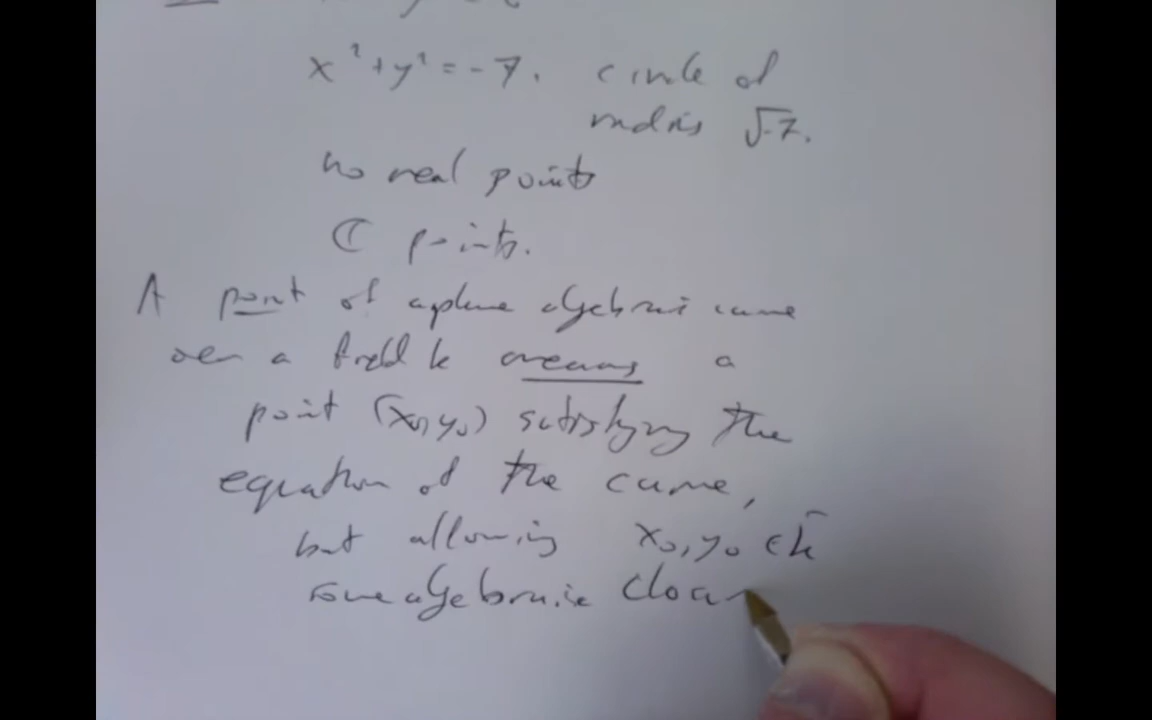 x² + y² = -7. circle of
radius √-7.
no real points
ℂ points.
A point of a plane algebraic curve
over a field k means a
point (x₀, y₀) satisfying the
equation of the curve,
but allowing x₀, y₀ ∈ k̄
some algebraic clos